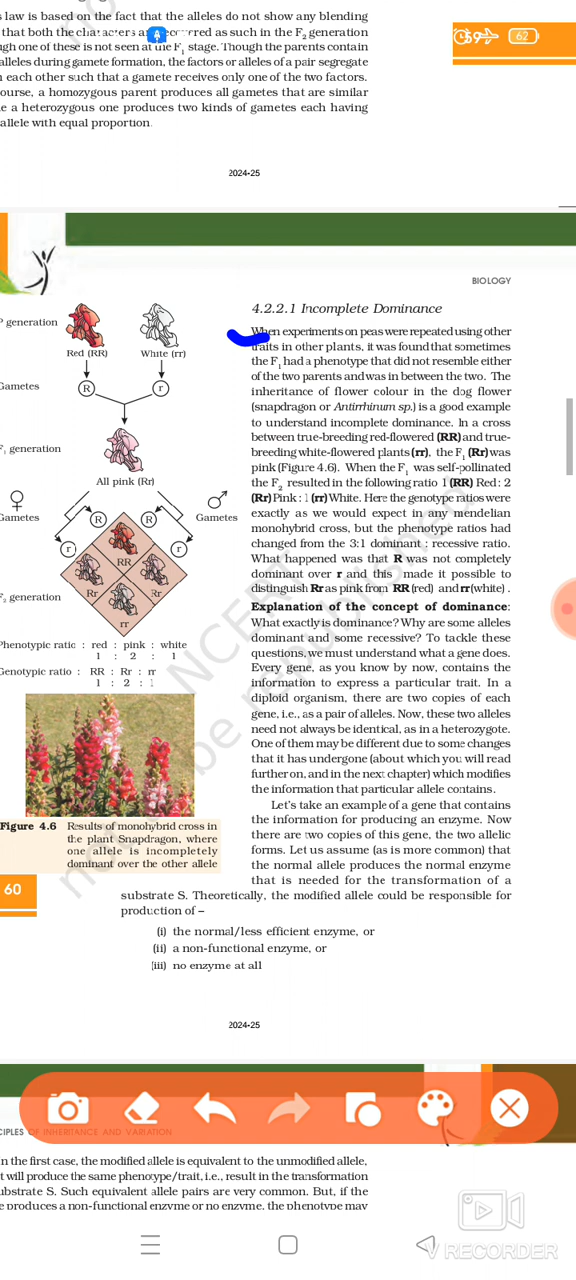 s law is based on the fact that the alleles do not show any blending
that both the characters are recovered as such in the F2 generation
gh one of these is not seen at the F1 stage. Though the parents contain
alleles during gamete formation, the factors or alleles of a pair segregate
each other such that a gamete receives only one of the two factors.
ourse, a homozygous parent produces all gametes that are similar
e a heterozygous one produces two kinds of gametes each having
allele with equal proportion.
59
62
2024-25
BIOLOGY
P generation
Red (RR)
White (rr)
Gametes
R
r
F1 generation
All pink (Rr)
Gametes
R
R
Gametes
r
r
RR
Rr
Rr
rr
F2 generation
Phenotypic ratio : red : pink : white
1 : 2 : 1
Genotypic ratio : RR : Rr : rr
1 : 2 : 1
Figure 4.6 Results of monohybrid cross in
the plant Snapdragon, where
one allele is incompletely
dominant over the other allele
60
4.2.2.1 Incomplete Dominance
When experiments on peas were repeated using other
traits in other plants, it was found that sometimes
the F1 had a phenotype that did not resemble either
of the two parents and was in between the two. The
inheritance of flower colour in the dog flower
(snapdragon or Antirrhinum sp.) is a good example
to understand incomplete dominance. In a cross
between true-breeding red-flowered (RR) and true-
breeding white-flowered plants (rr), the F1 (Rr) was
pink (Figure 4.6). When the F1 was self-pollinated
the F2 resulted in the following ratio 1 (RR) Red: 2
(Rr) Pink: 1 (rr) White. Here the genotype ratios were
exactly as we would expect in any mendelian
monohybrid cross, but the phenotype ratios had
changed from the 3:1 dominant : recessive ratio.
What happened was that R was not completely
dominant over r and this made it possible to
distinguish Rr as pink from RR (red) and rr (white) .
Explanation of the concept of dominance:
What exactly is dominance? Why are some alleles
dominant and some recessive? To tackle these
questions, we must understand what a gene does.
Every gene, as you know by now, contains the
information to express a particular trait. In a
diploid organism, there are two copies of each
gene, i.e., as a pair of alleles. Now, these two alleles
need not always be identical, as in a heterozygote.
One of them may be different due to some changes
that it has undergone (about which you will read
further on, and in the next chapter) which modifies
the information that particular allele contains.
Let's take an example of a gene that contains
the information for producing an enzyme. Now
there are two copies of this gene, the two allelic
forms. Let us assume (as is more common) that
the normal allele produces the normal enzyme
that is needed for the transformation of a
substrate S. Theoretically, the modified allele could be responsible for
production of –
(i) the normal/less efficient enzyme, or
(ii) a non-functional enzyme, or
(iii) no enzyme at all
2024-25
CIPLES OF INHERITANCE AND VARIATION
n the first case, the modified allele is equivalent to the unmodified allele,
t will produce the same phenotype/trait, i.e., result in the transformation
ubstrate S. Such equivalent allele pairs are very common. But, if the
e produces a non-functional enzyme or no enzyme, the phenotype may
V RECORDER